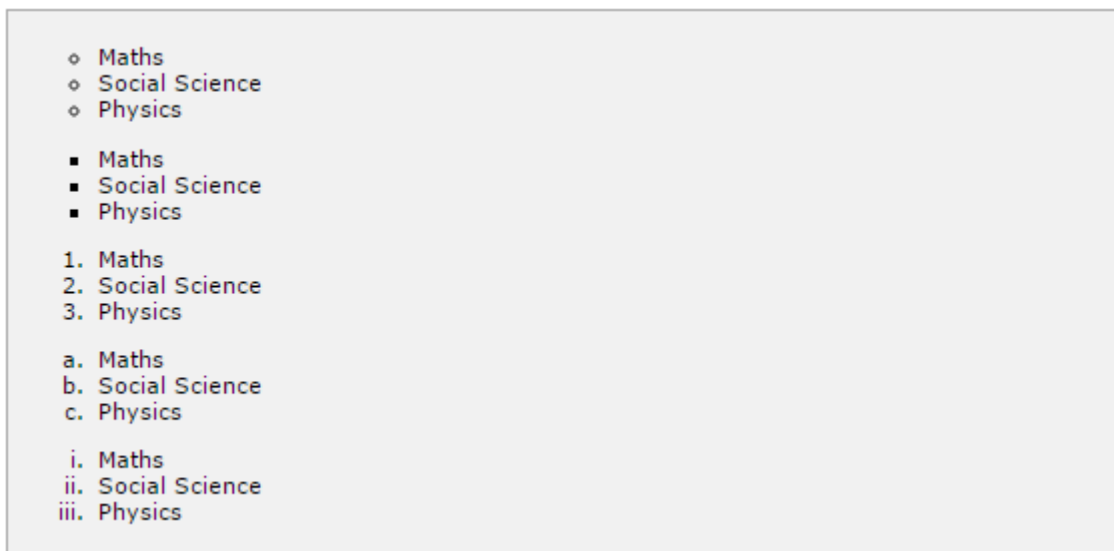 Maths
Social Science
Physics
Maths
Social Science
Physics
1. Maths
2. Social Science
3. Physics
a. Maths
b. Social Science
c. Physics
i. Maths
ii. Social Science
iii. Physics